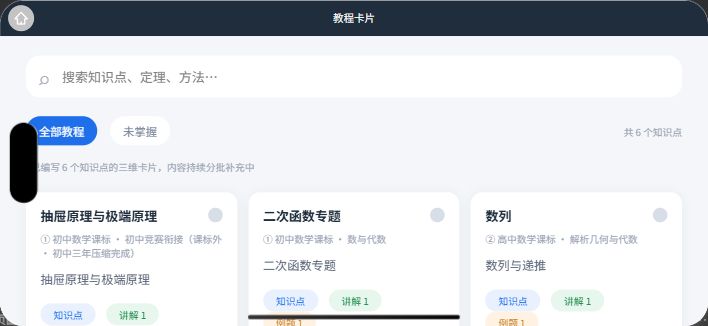 教程卡片
搜索知识点、定理、方法…
全部教程
未掌握
共 6 个知识点
编写 6 个知识点的三维卡片，内容持续分批补充中
抽屉原理与极端原理
① 初中数学课标 · 初中竞赛衔接（课标外
· 初中三年压缩完成）
抽屉原理与极端原理
知识点
讲解 1
二次函数专题
① 初中数学课标 · 数与代数
二次函数专题
知识点
讲解 1
例题 1
数列
② 高中数学课标 · 解析几何与代数
数列与递推
知识点
讲解 1
例题 1